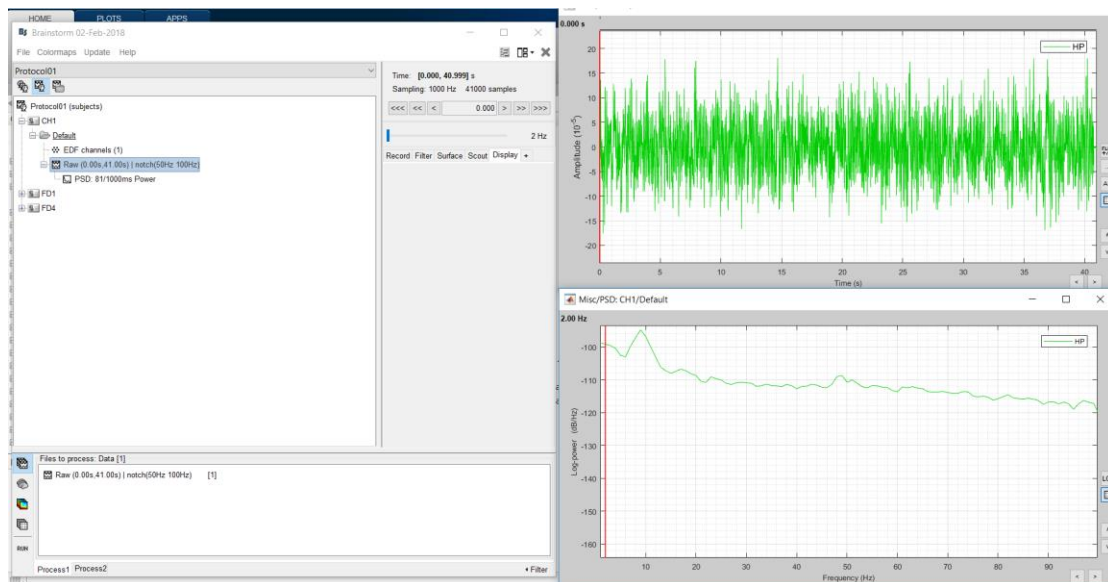 HOME PLOTS APPS
Brainstorm 02-Feb-2018
File Colormaps Update Help
Protocol01
Protocol01 (subjects)
CH1
Default
EDF channels (1)
Raw (0.00s,41.00s) | notch(50Hz 100Hz)
PSD: 81/1000ms Power
FD1
FD4
Time: [0.000, 40.999] s
Sampling: 1000 Hz 41000 samples
<<< << < 0.000 > >> >>>
2 Hz
Record Filter Surface Scout Display +
Files to process: Data [1]
Raw (0.00s,41.00s) | notch(50Hz 100Hz) [1]
RUN
Process1 Process2
Filter
0.000 s
HP
Amplitude (10^-5)
20
15
10
5
0
-5
-10
-15
-20
0 5 10 15 20 25 30 35 40
Time (s)
< >
Misc/PSD: CH1/Default
2.00 Hz
HP
Log-power (dB/Hz)
-100
-110
-120
-130
-140
-150
-160
10 20 30 40 50 60 70 80 90
Frequency (Hz)
< >